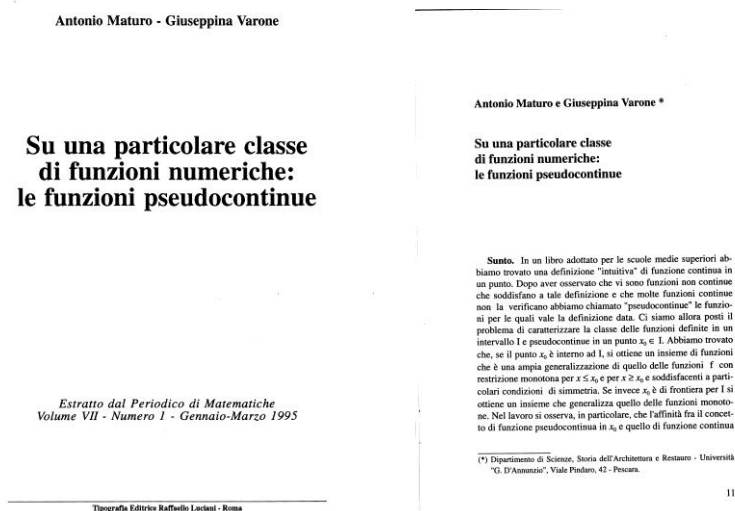 Antonio Maturo - Giuseppina Varone
Su una particolare classe
di funzioni numeriche:
le funzioni pseudocontinue
Estratto dal Periodico di Matematiche
Volume VII - Numero 1 - Gennaio-Marzo 1995
Tipografia Editrice Raffaello Luciani - Roma
Antonio Maturo e Giuseppina Varone *
Su una particolare classe
di funzioni numeriche:
le funzioni pseudocontinue
Sunto. In un libro adottato per le scuole medie superiori ab-
biamo trovato una definizione "intuitiva" di funzione continua in
un punto. Dopo aver osservato che vi sono funzioni non continue
che soddisfano a tale definizione e che molte funzioni continue
non la verificano abbiamo chiamato "pseudocontinue" le funzio-
ni per le quali vale la definizione data. Ci siamo allora posti il
problema di caratterizzare la classe delle funzioni definite in un
intervallo I e pseudocontinue in un punto x₀ ∈ I. Abbiamo trovato
che, se il punto x₀ è interno ad I, si ottiene un insieme di funzioni
che è una ampia generalizzazione di quello delle funzioni f con
restrizione monotona per x ≤ x₀ e per x ≥ x₀ e soddisfacenti a parti-
colari condizioni di simmetria. Se invece x₀ è di frontiera per I si
ottiene un insieme che generalizza quello delle funzioni monoto-
ne. Nel lavoro si osserva, in particolare, che l'affinità fra il concet-
to di funzione pseudocontinua in x₀ e quello di funzione continua
(*) Dipartimento di Scienze, Storia dell'Architettura e Restauro - Università
"G. D'Annunzio", Viale Pindaro, 42 - Pescara.
11